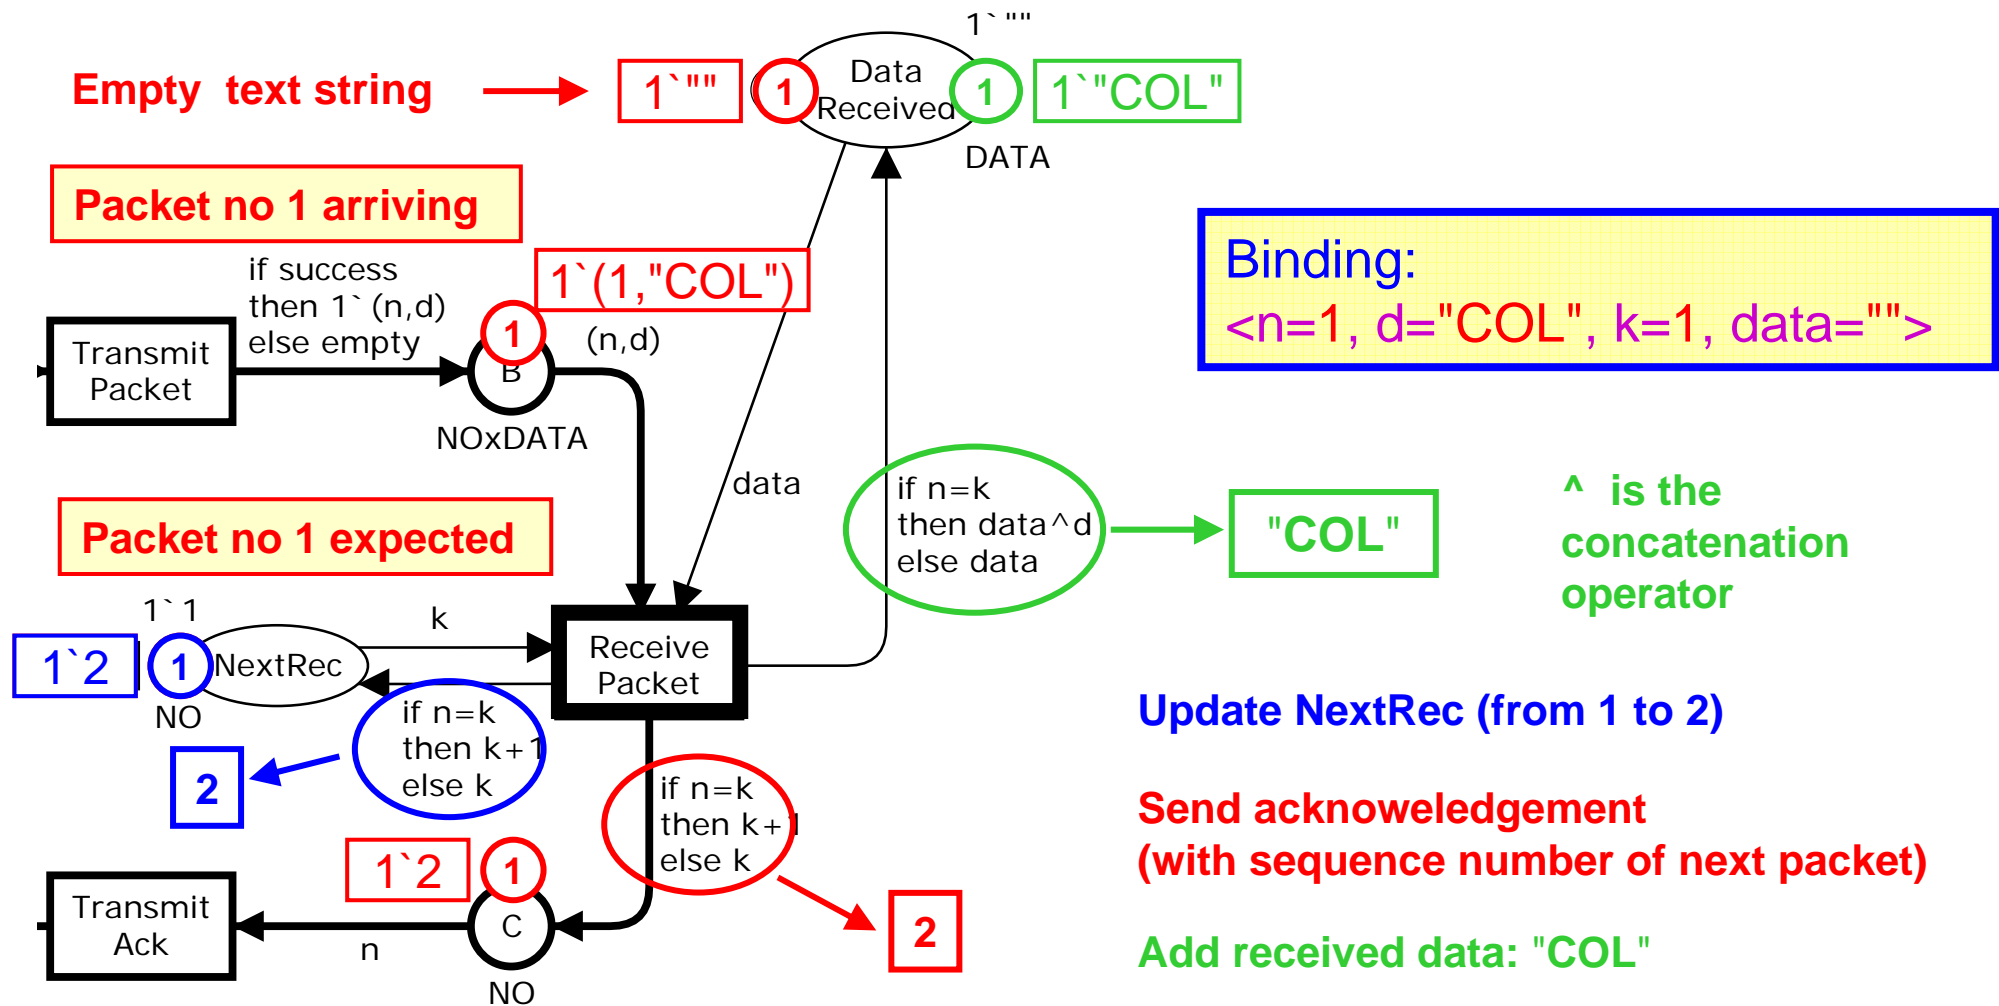 1`""
Empty text string
1`""
1
Data
Received
1
1`"COL"
DATA
Packet no 1 arriving
if success
then 1` (n,d)
else empty
1`(1,"COL")
1
(n,d)
B
NOxDATA
Transmit
Packet
Binding:
<n=1, d="COL", k=1, data="">
data
if n=k
then data^d
else data
"COL"
^ is the
concatenation
operator
Packet no 1 expected
1`1
1`2
1
NextRec
NO
k
Receive
Packet
if n=k
then k+1
else k
2
if n=k
then k+1
else k
2
1`2
1
C
NO
n
Transmit
Ack
Update NextRec (from 1 to 2)
Send acknoweledgement
(with sequence number of next packet)
Add received data: "COL"